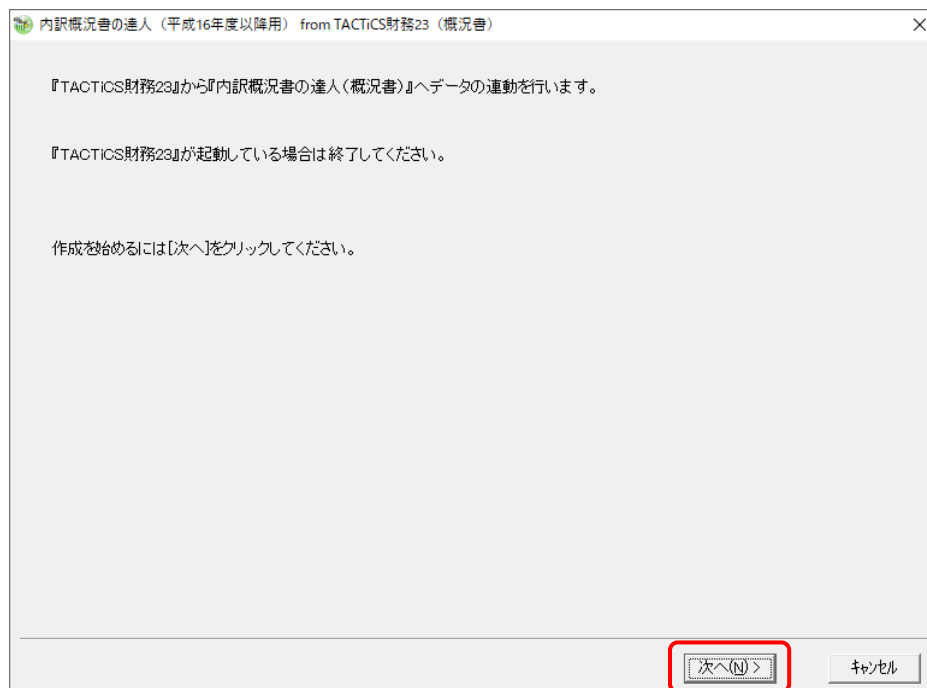 内訳概況書の達人（平成16年度以降用） from TACTiCS財務23（概況書）
『TACTiCS財務23』から『内訳概況書の達人（概況書）』へデータの連動を行います。
『TACTiCS財務23』が起動している場合は終了してください。
作成を始めるには[次へ]をクリックしてください。
次へ(N) >
キャンセル